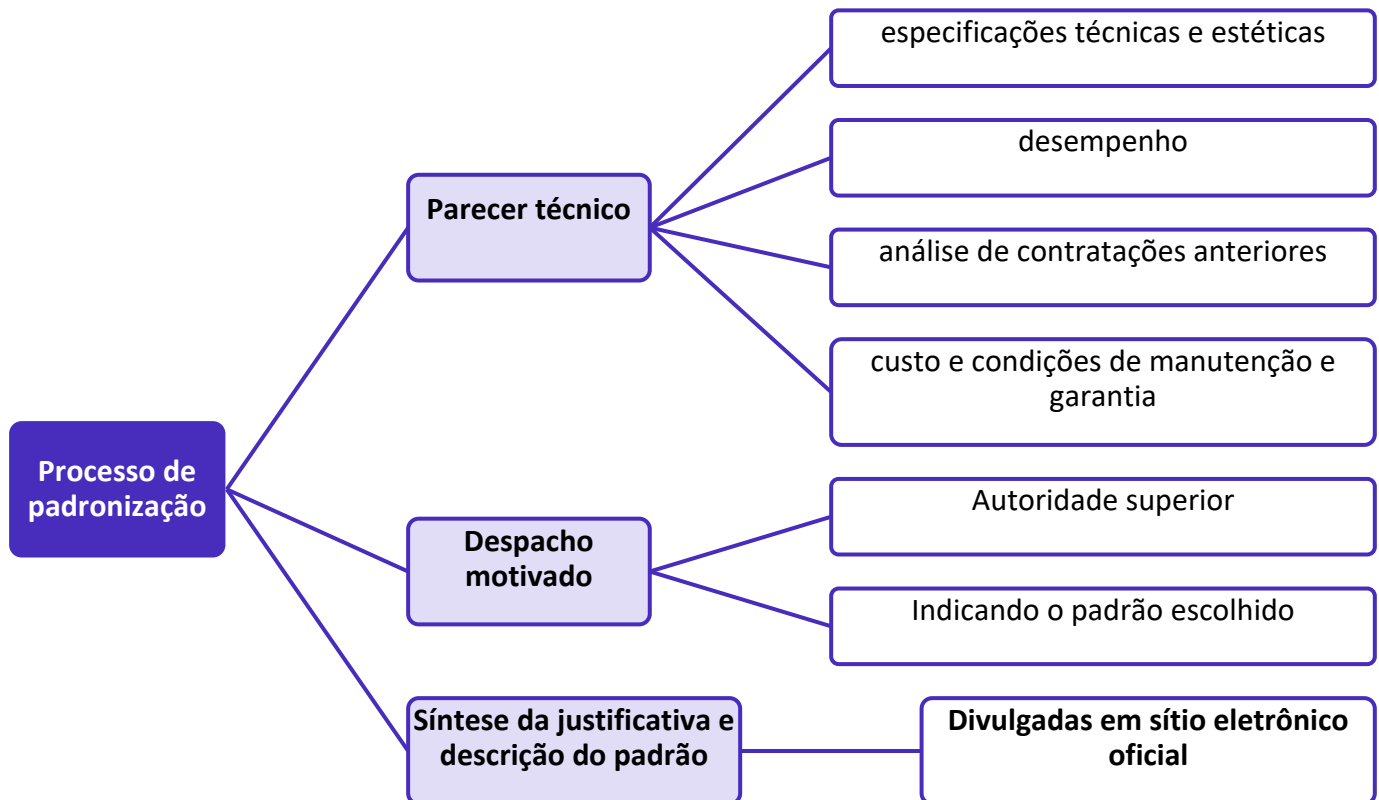 Processo de
padronização
Parecer técnico
especificações técnicas e estéticas
desempenho
análise de contratações anteriores
custo e condições de manutenção e
garantia
Despacho
motivado
Autoridade superior
Indicando o padrão escolhido
Síntese da justificativa e
descrição do padrão
Divulgadas em sítio eletrônico
oficial